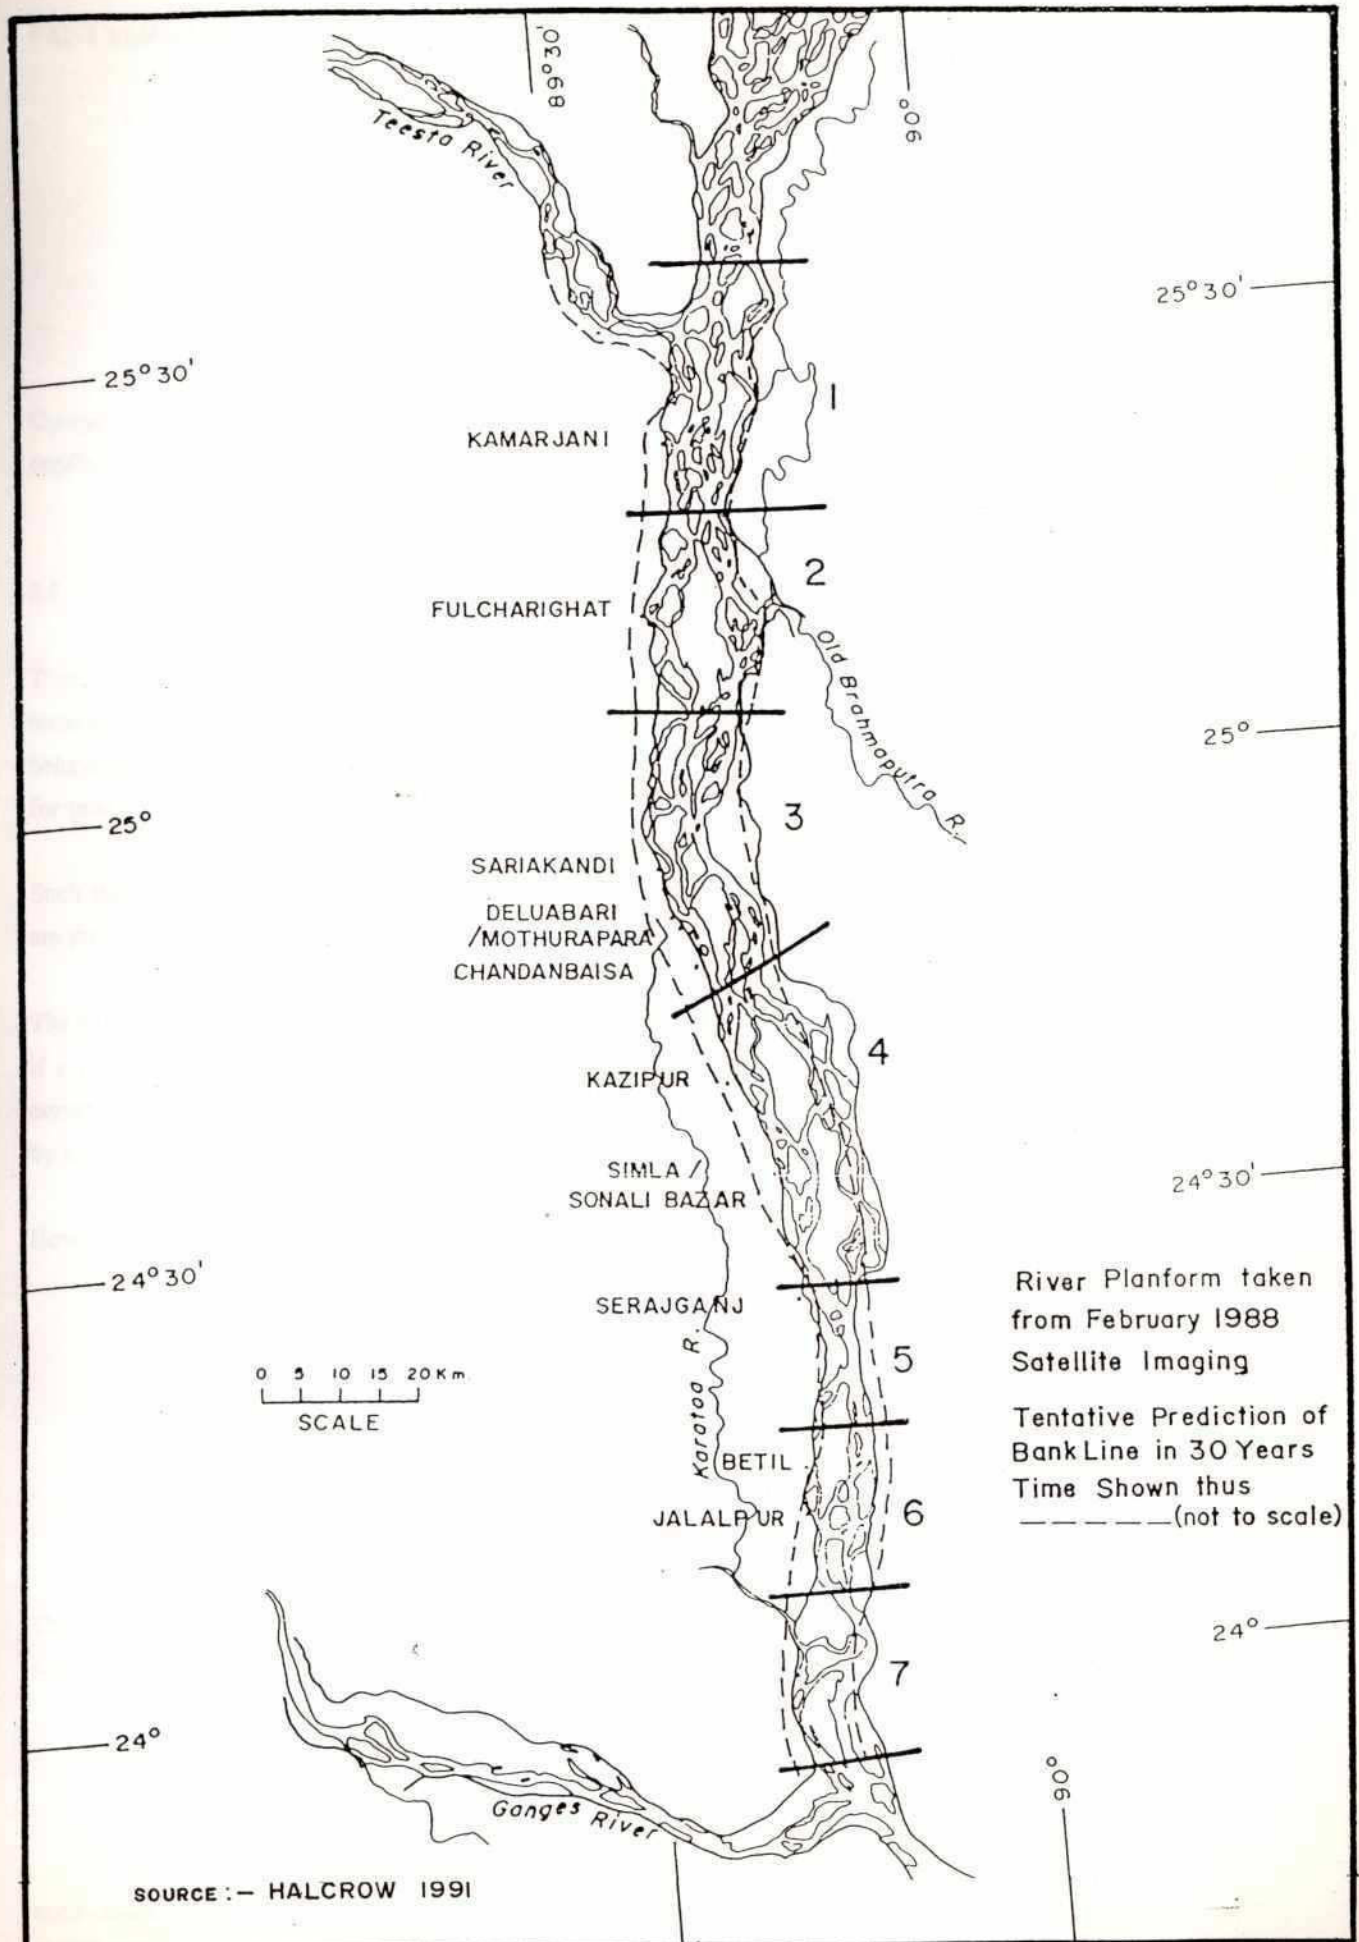 89°30'
90°
Teesta River
25°30'
25°30'
1
KAMARJANI
2
FULCHARIGHAT
Old Brahmaputra R.
25°
25°
3
SARIAKANDI
DELUABARI
/MOTHURAPARA
CHANDANBAISA
4
KAZIPUR
SIMLA /
SONALI BAZAR
24°30'
24°30'
SERAJGANJ
River Planform taken
from February 1988
Satellite Imaging
5
0 5 10 15 20 Km
SCALE
Karatoa R.
Tentative Prediction of
Bank Line in 30 Years
Time Shown thus
— — — — — (not to scale)
BETIL
JALALPUR
6
24°
7
24°
90°
Ganges River
SOURCE :— HALCROW 1991